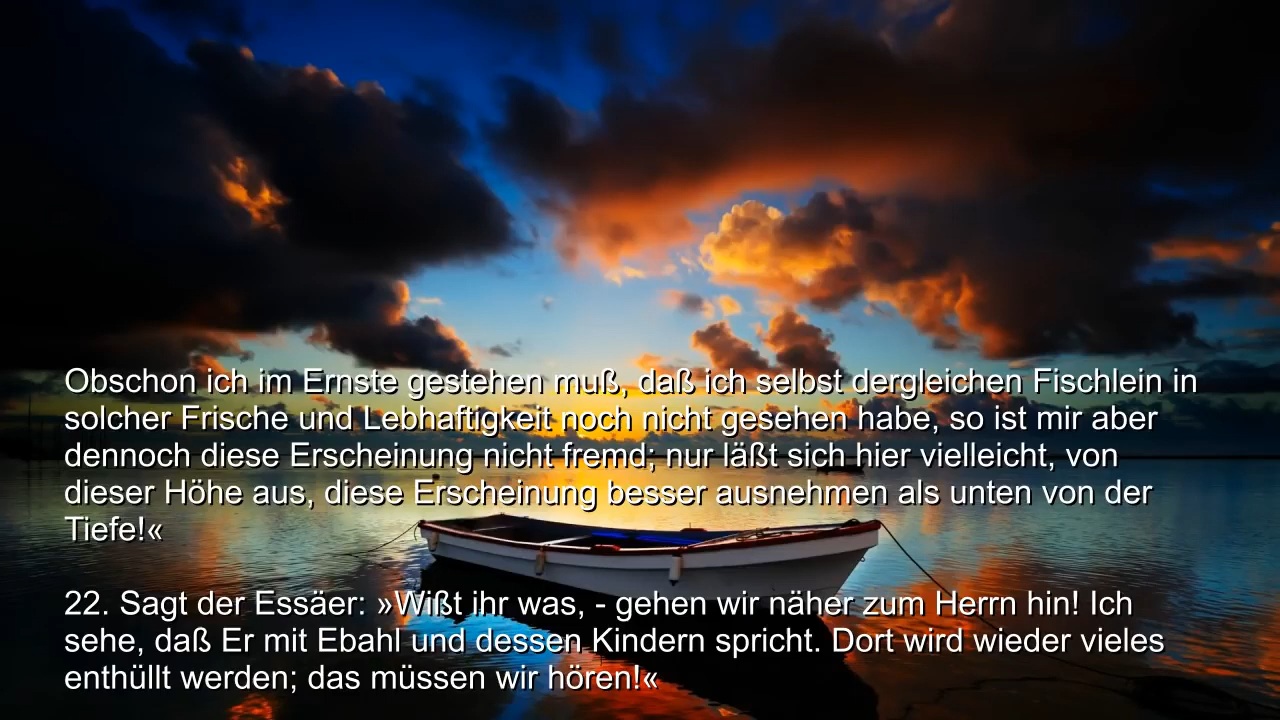 Obschon ich im Ernste gestehen muß, daß ich selbst dergleichen Fischlein in
solcher Frische und Lebhaftigkeit noch nicht gesehen habe, so ist mir aber
dennoch diese Erscheinung nicht fremd; nur läßt sich hier vielleicht, von
dieser Höhe aus, diese Erscheinung besser ausnehmen als unten von der
Tiefe!«
22. Sagt der Essäer: »Wißt ihr was, - gehen wir näher zum Herrn hin! Ich
sehe, daß Er mit Ebahl und dessen Kindern spricht. Dort wird wieder vieles
enthüllt werden; das müssen wir hören!«